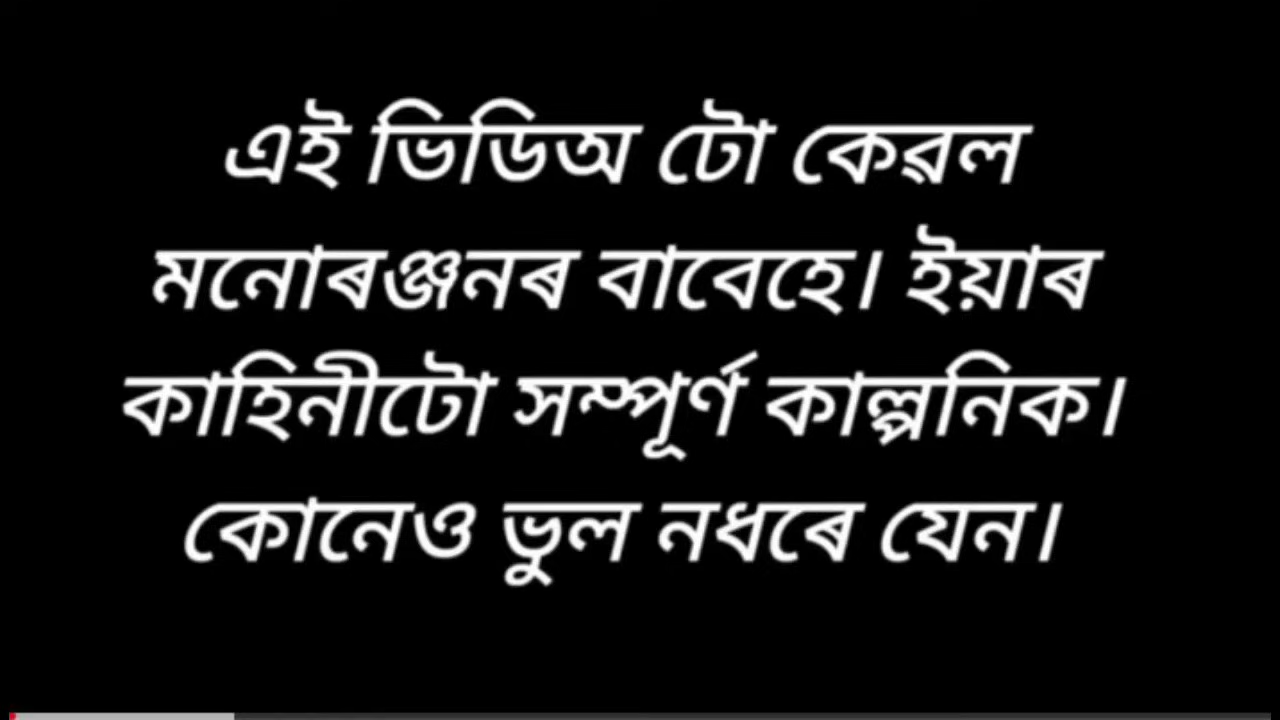 এই ভিডিঅ টো কেৱল
মনোৰঞ্জনৰ বাবেহে। ইয়াৰ
কাহিনীটো সম্পূৰ্ণ কাল্পনিক।
কোনেও ভুল নধৰে যেন।